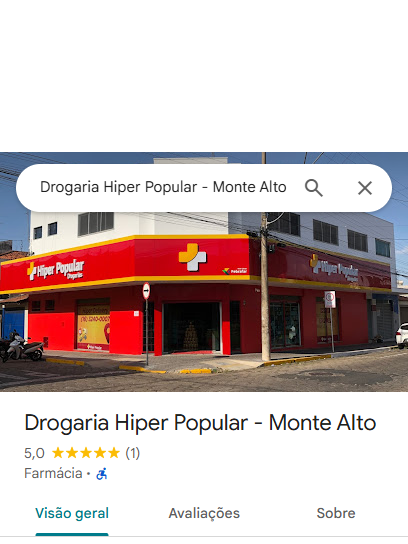 Drogaria Hiper Popular - Monte Alto
Hiper Popular
Drogarias
Hiper Popular
Drogaria Hiper Popular - Monte Alto
5,0 ★★★★★ (1)
Farmácia ·
Visão geral
Avaliações
Sobre